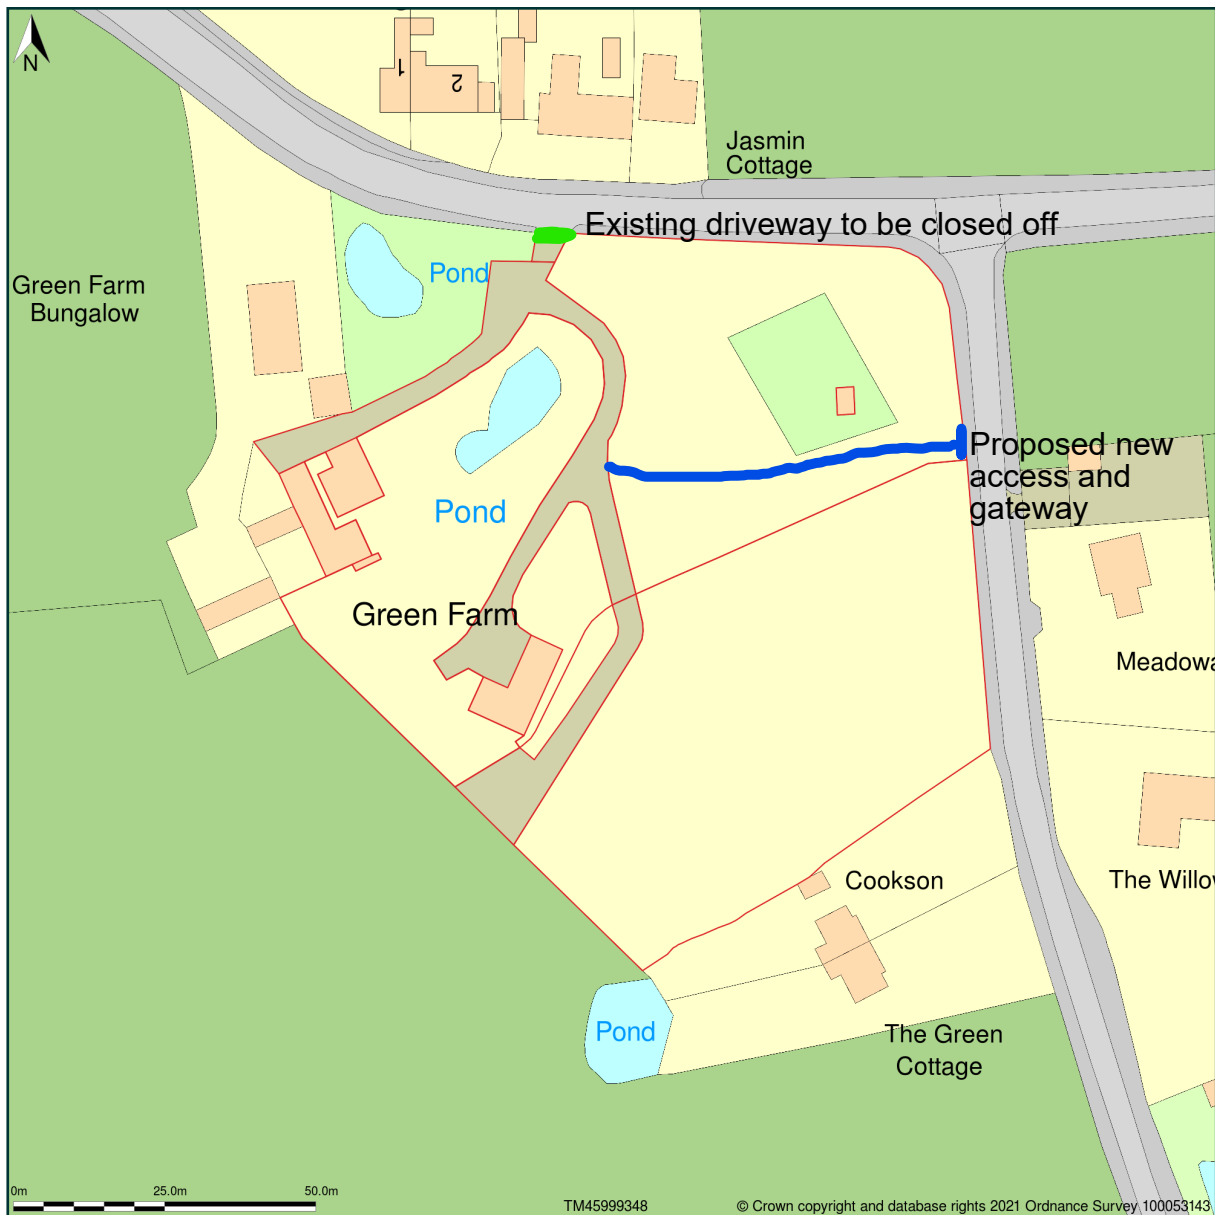 N
1
2
Jasmin
Cottage
Existing driveway to be closed off
Pond
Green Farm
Bungalow
Proposed new
access and
gateway
Pond
Green Farm
Meadowa
Cookson
The Willow
Pond
The Green
Cottage
0m 25.0m 50.0m
TM45999348
© Crown copyright and database rights 2021 Ordnance Survey 100053143